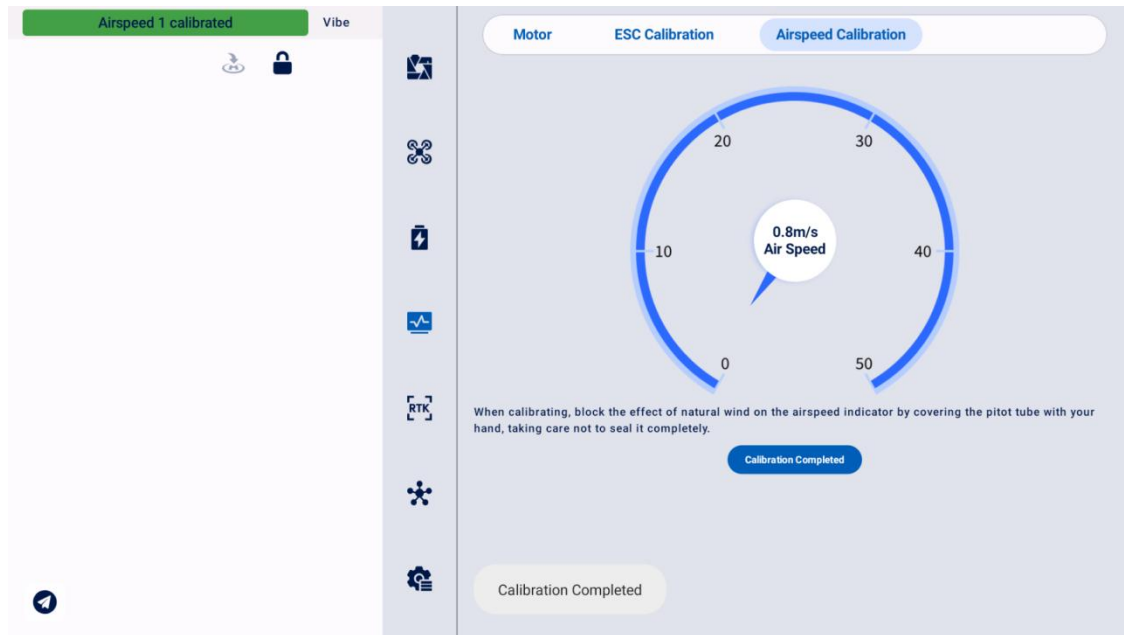 Airspeed 1 calibrated
Vibe
Motor
ESC Calibration
Airspeed Calibration
20
30
10
0.8m/s
Air Speed
40
0
50
RTK
When calibrating, block the effect of natural wind on the airspeed indicator by covering the pitot tube with your
hand, taking care not to seal it completely.
Calibration Completed
Calibration Completed